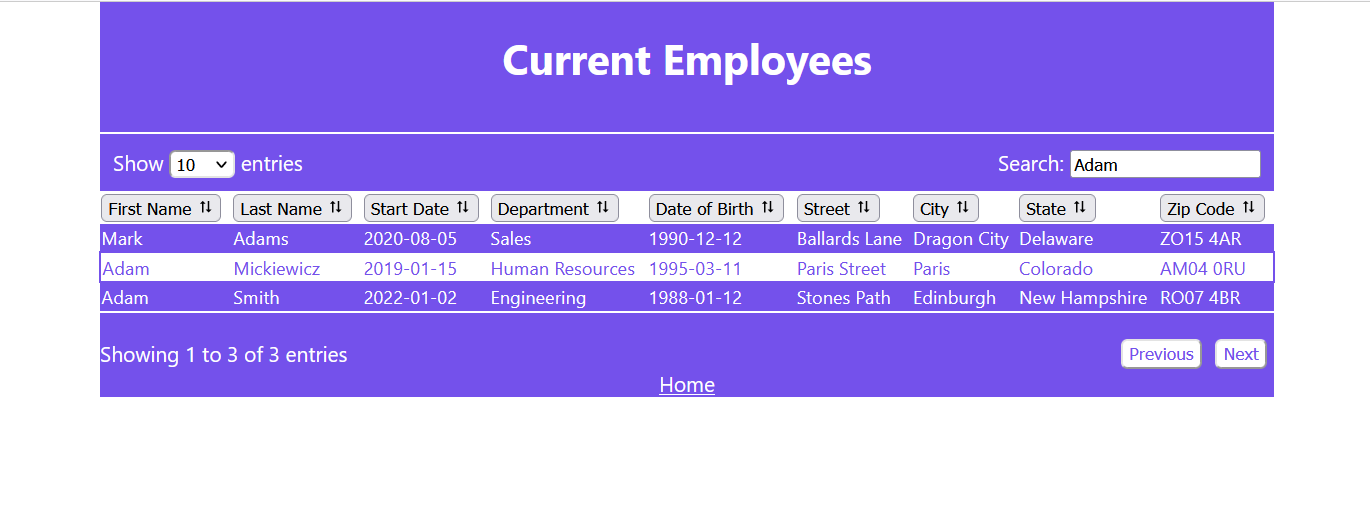 Current Employees
Show 10 entries Search: Adam
First Name Last Name Start Date Department Date of Birth Street City State Zip Code
Mark Adams 2020-08-05 Sales 1990-12-12 Ballards Lane Dragon City Delaware ZO15 4AR
Adam Mickiewicz 2019-01-15 Human Resources 1995-03-11 Paris Street Paris Colorado AM04 0RU
Adam Smith 2022-01-02 Engineering 1988-01-12 Stones Path Edinburgh New Hampshire RO07 4BR
Showing 1 to 3 of 3 entries Previous Next
Home